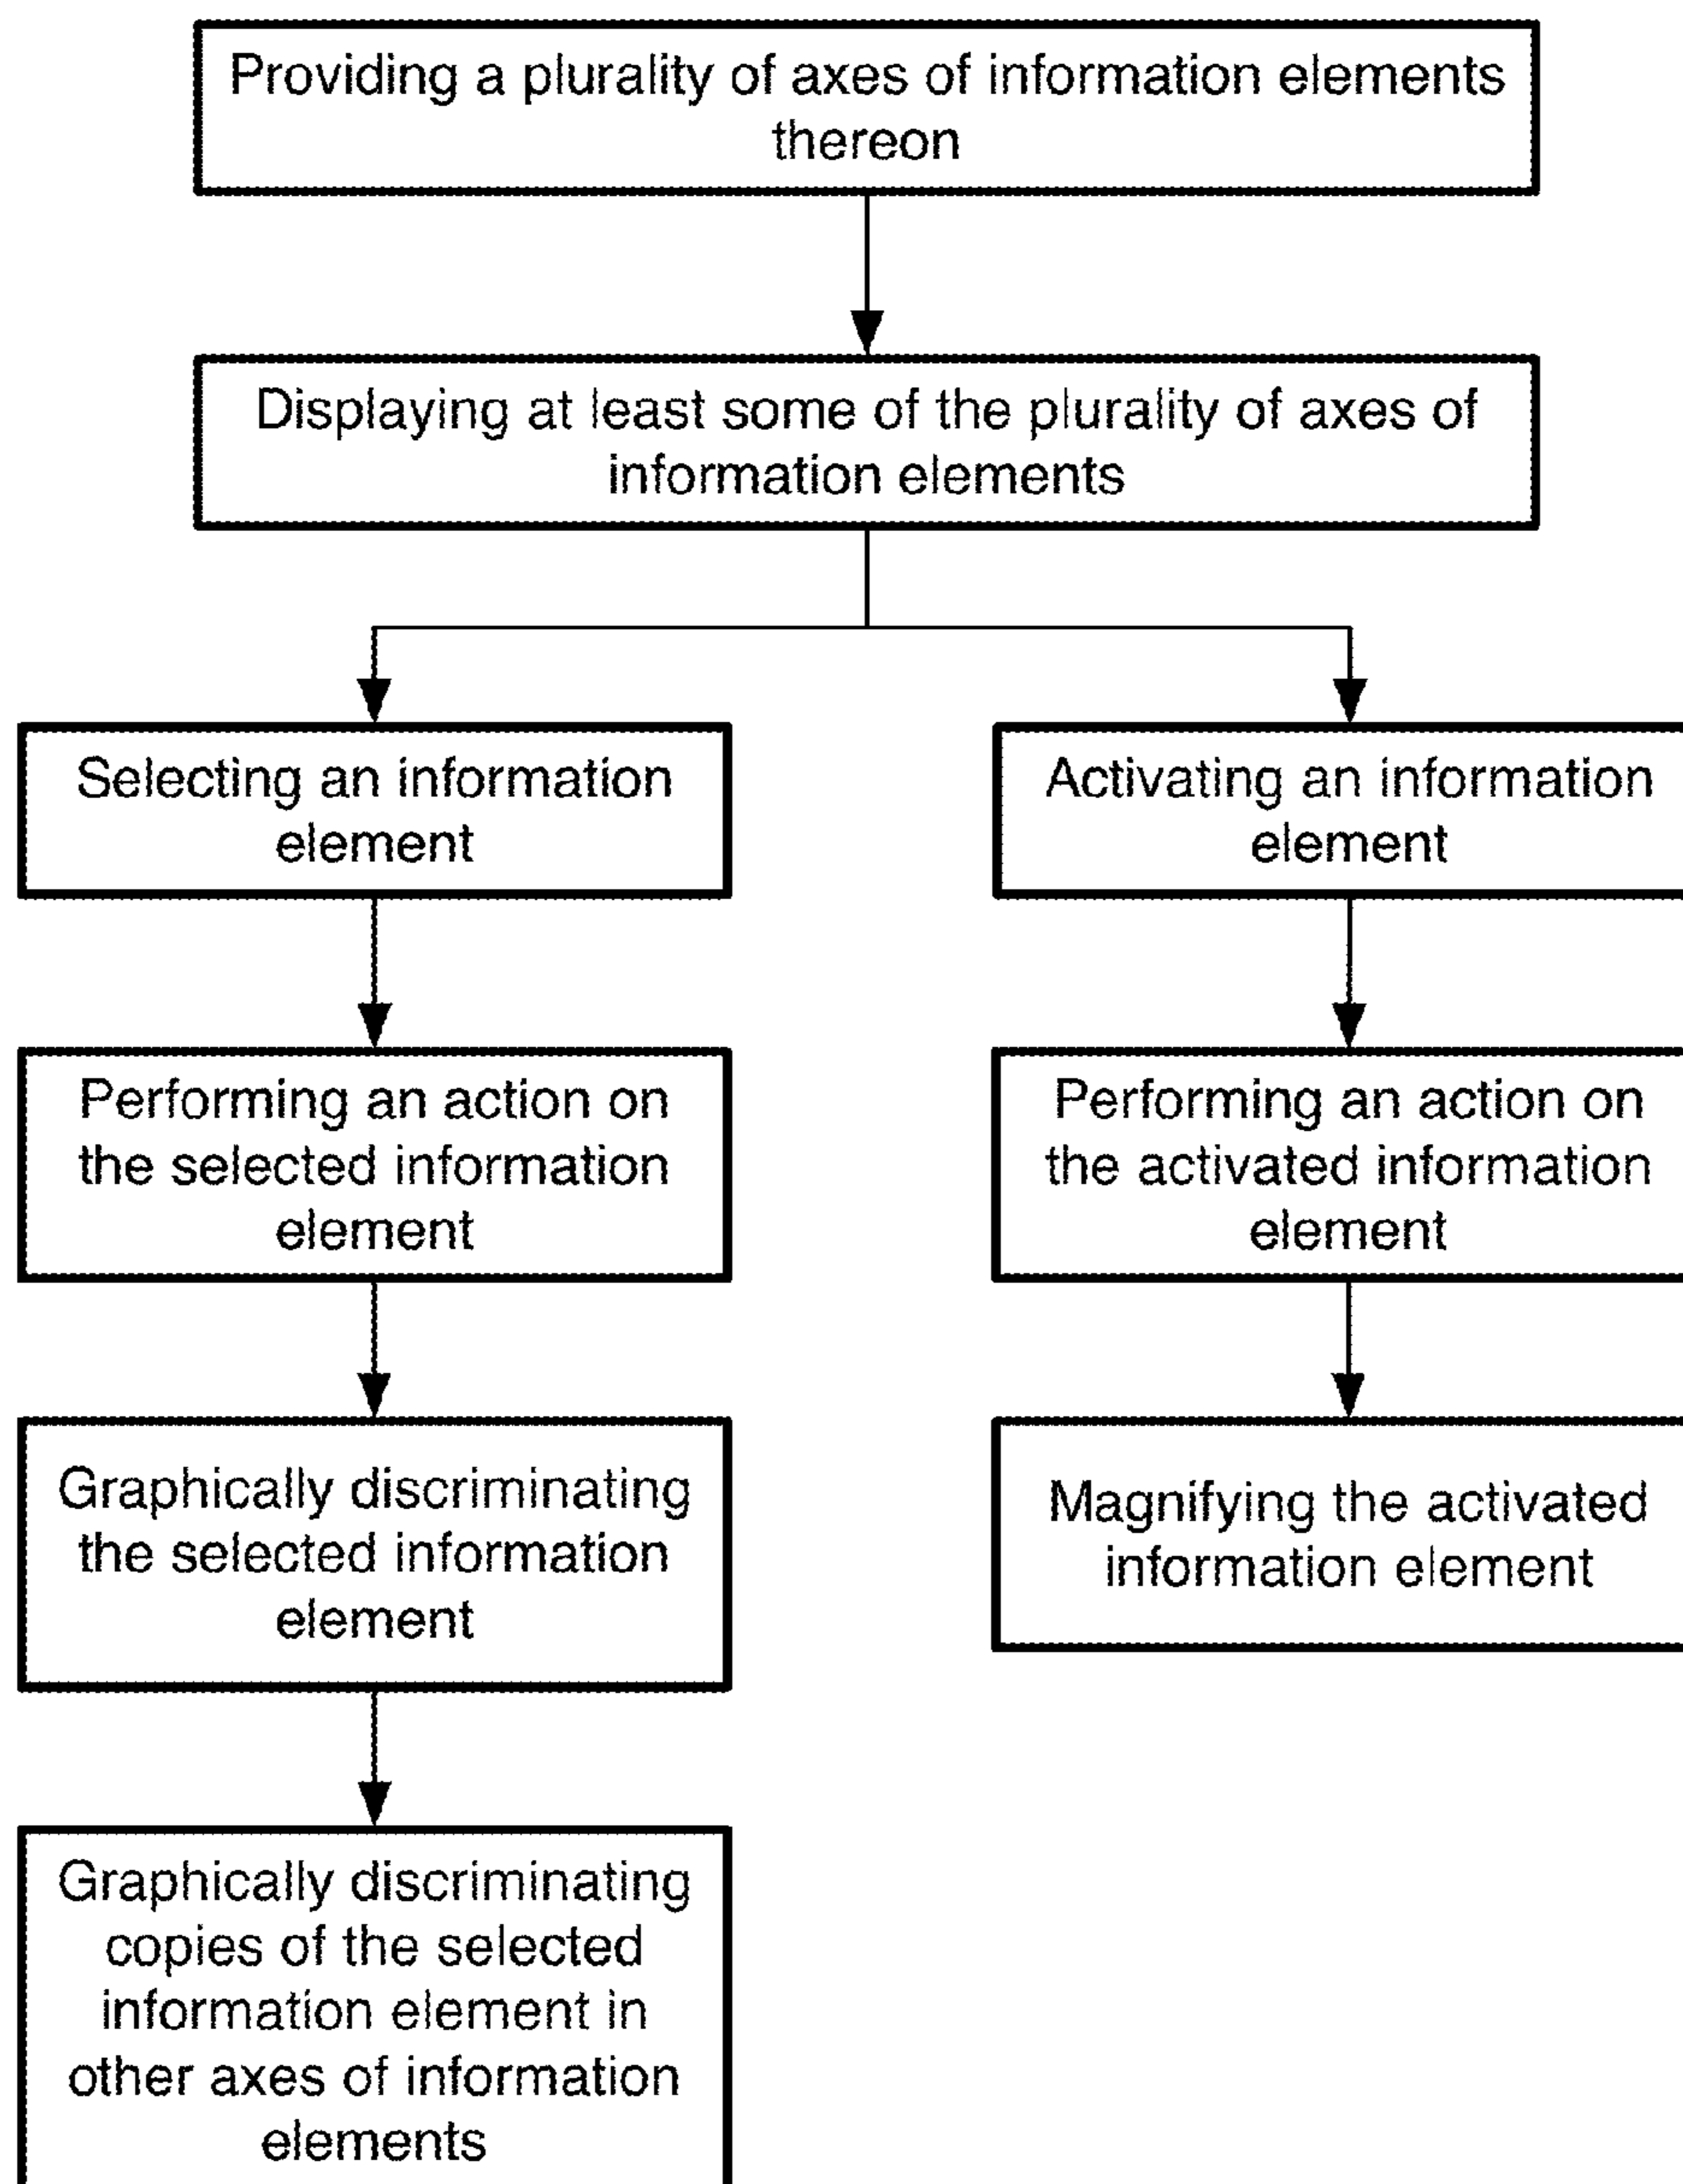 Providing a plurality of axes of information elements
thereon
Displaying at least some of the plurality of axes of
information elements
Selecting an information
element
Activating an information
element
Performing an action on
the selected information
element
Performing an action on
the activated information
element
Graphically discriminating
the selected information
element
Magnifying the activated
information element
Graphically discriminating
copies of the selected
information element in
other axes of information
elements